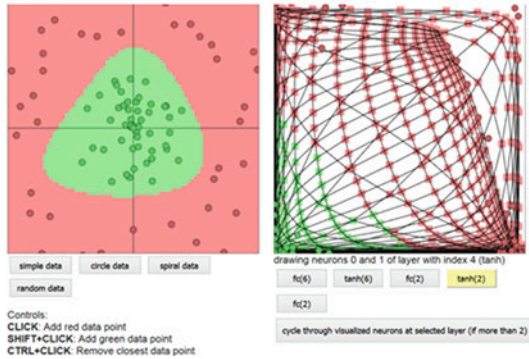 simple data
circle data
spiral data
random data
Controls:
CLICK: Add red data point
SHIFT+CLICK: Add green data point
CTRL+CLICK: Remove closest data point
drawing neurons 0 and 1 of layer with index 4 (tanh)
fc(6)
tanh(6)
fc(2)
tanh(2)
fc(2)
cycle through visualized neurons at selected layer (if more than 2)